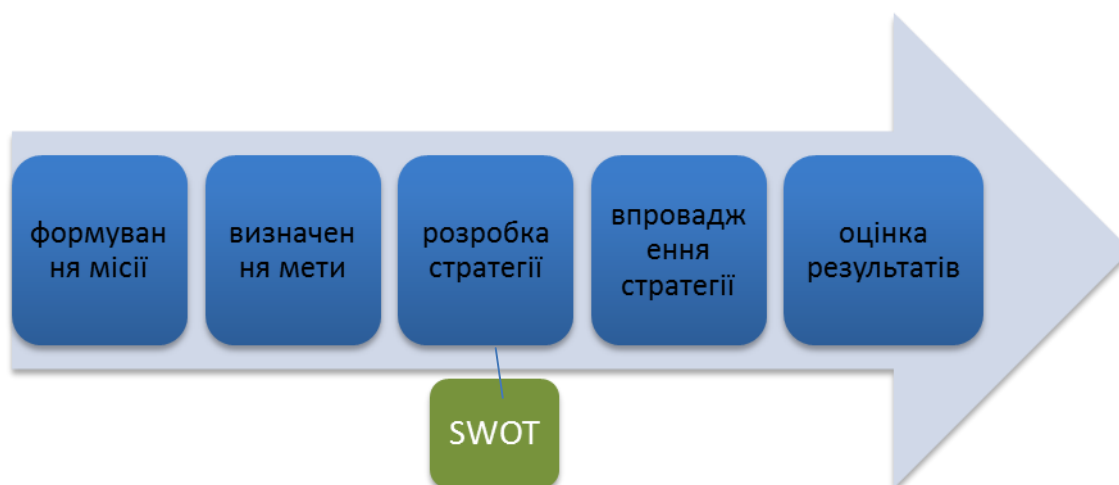 формуван
ня місії
визначен
ня мети
розробка
стратегії
впровадж
ення
стратегії
оцінка
результатів
SWOT